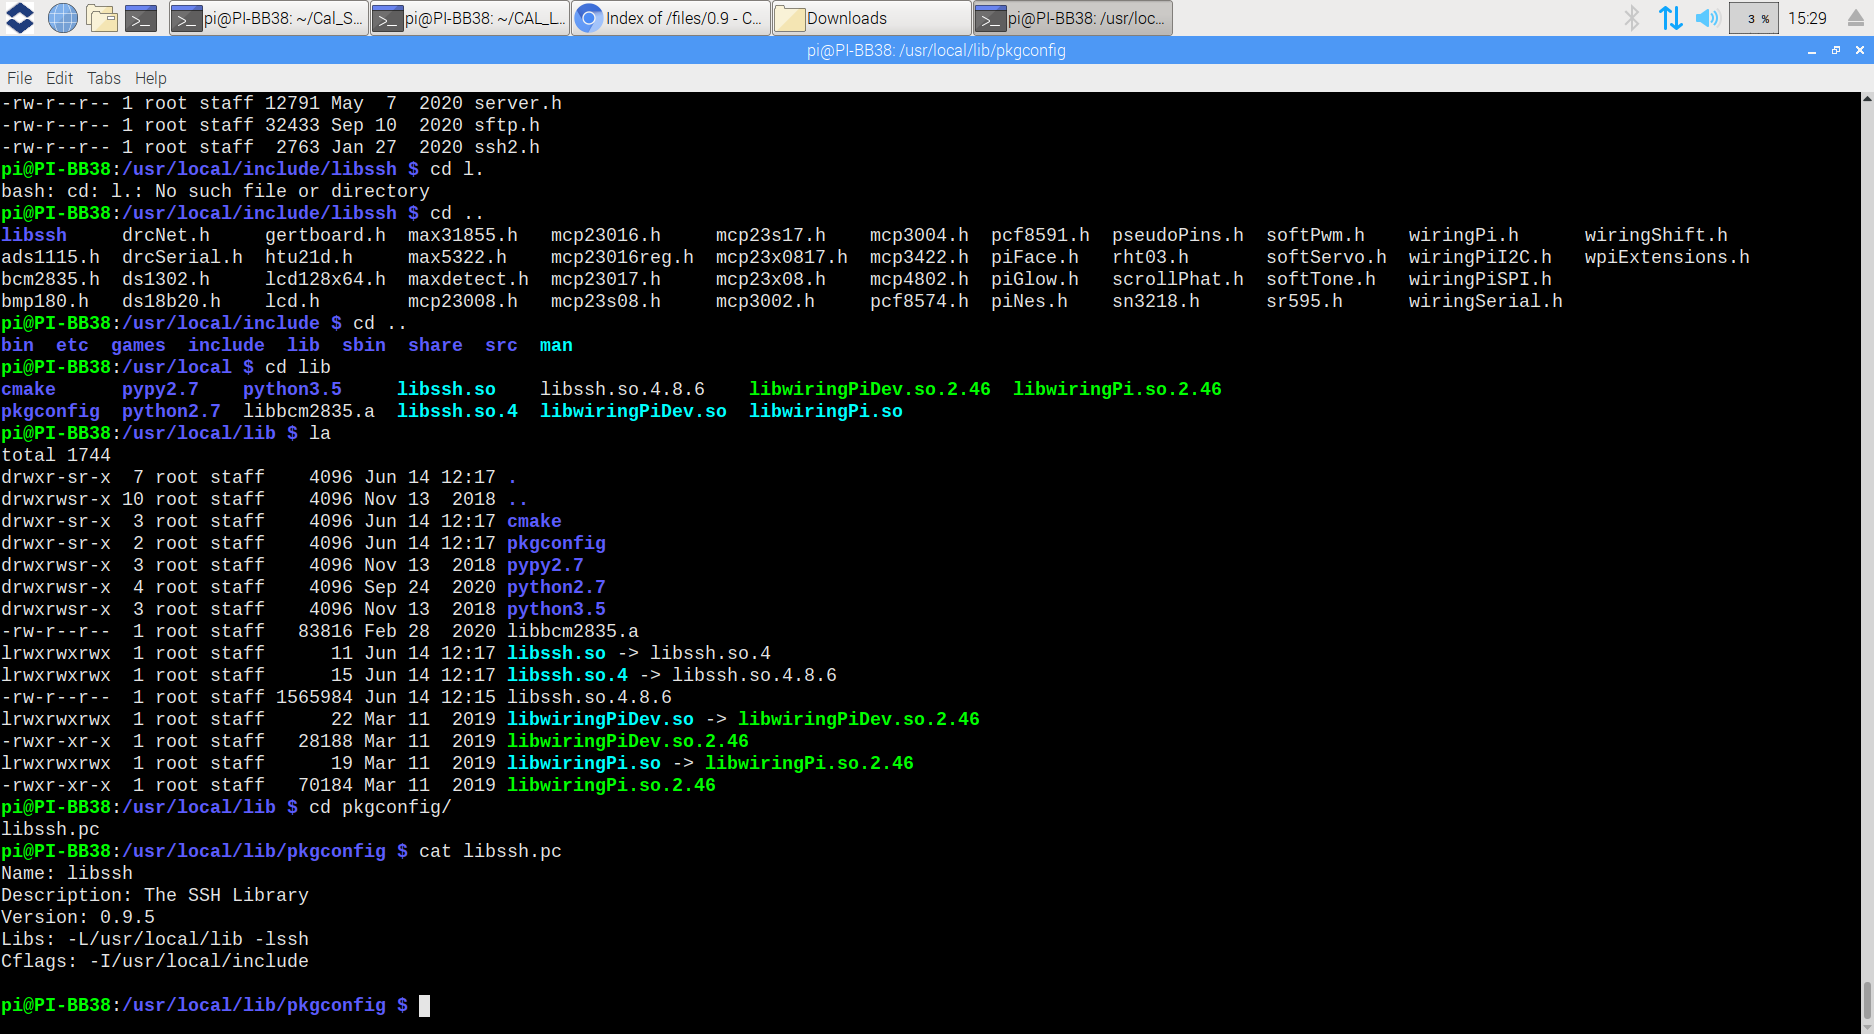 pi@PI-BB38: ~/Cal_S... pi@PI-BB38: ~/CAL_L... Index of /files/0.9 - C... Downloads pi@PI-BB38: /usr/loc... 3 % 15:29
pi@PI-BB38: /usr/local/lib/pkgconfig
File Edit Tabs Help
-rw-r--r-- 1 root staff 12791 May  7  2020 server.h
-rw-r--r-- 1 root staff 32433 Sep 10  2020 sftp.h
-rw-r--r-- 1 root staff  2763 Jan 27  2020 ssh2.h
pi@PI-BB38:/usr/local/include/libssh $ cd l.
bash: cd: l.: No such file or directory
pi@PI-BB38:/usr/local/include/libssh $ cd ..
libssh     drcNet.h     gertboard.h  max31855.h   mcp23016.h     mcp23s17.h    mcp3004.h  pcf8591.h  pseudoPins.h  softPwm.h    wiringPi.h      wiringShift.h
ads1115.h  drcSerial.h  htu21d.h     max5322.h    mcp23016reg.h  mcp23x0817.h  mcp3422.h  piFace.h   rht03.h       softServo.h  wiringPiI2C.h   wpiExtensions.h
bcm2835.h  ds1302.h     lcd128x64.h  maxdetect.h  mcp23017.h     mcp23x08.h    mcp4802.h  piGlow.h   scrollPhat.h  softTone.h   wiringPiSPI.h
bmp180.h   ds18b20.h    lcd.h        mcp23008.h   mcp23s08.h     mcp3002.h     pcf8574.h  piNes.h    sn3218.h      sr595.h      wiringSerial.h
pi@PI-BB38:/usr/local/include $ cd ..
bin  etc  games  include  lib  sbin  share  src  man
pi@PI-BB38:/usr/local $ cd lib
cmake      pypy2.7    python3.5     libssh.so    libssh.so.4.8.6    libwiringPiDev.so.2.46  libwiringPi.so.2.46
pkgconfig  python2.7  libbcm2835.a  libssh.so.4  libwiringPiDev.so  libwiringPi.so
pi@PI-BB38:/usr/local/lib $ la
total 1744
drwxr-sr-x  7 root staff    4096 Jun 14 12:17 .
drwxrwsr-x 10 root staff    4096 Nov 13  2018 ..
drwxr-sr-x  3 root staff    4096 Jun 14 12:17 cmake
drwxr-sr-x  2 root staff    4096 Jun 14 12:17 pkgconfig
drwxrwsr-x  3 root staff    4096 Nov 13  2018 pypy2.7
drwxrwsr-x  4 root staff    4096 Sep 24  2020 python2.7
drwxrwsr-x  3 root staff    4096 Nov 13  2018 python3.5
-rw-r--r--  1 root staff   83816 Feb 28  2020 libbcm2835.a
lrwxrwxrwx  1 root staff      11 Jun 14 12:17 libssh.so -> libssh.so.4
lrwxrwxrwx  1 root staff      15 Jun 14 12:17 libssh.so.4 -> libssh.so.4.8.6
-rw-r--r--  1 root staff 1565984 Jun 14 12:15 libssh.so.4.8.6
lrwxrwxrwx  1 root staff      22 Mar 11  2019 libwiringPiDev.so -> libwiringPiDev.so.2.46
-rwxr-xr-x  1 root staff   28188 Mar 11  2019 libwiringPiDev.so.2.46
lrwxrwxrwx  1 root staff      19 Mar 11  2019 libwiringPi.so -> libwiringPi.so.2.46
-rwxr-xr-x  1 root staff   70184 Mar 11  2019 libwiringPi.so.2.46
pi@PI-BB38:/usr/local/lib $ cd pkgconfig/
libssh.pc
pi@PI-BB38:/usr/local/lib/pkgconfig $ cat libssh.pc
Name: libssh
Description: The SSH Library
Version: 0.9.5
Libs: -L/usr/local/lib -lssh
Cflags: -I/usr/local/include
pi@PI-BB38:/usr/local/lib/pkgconfig $